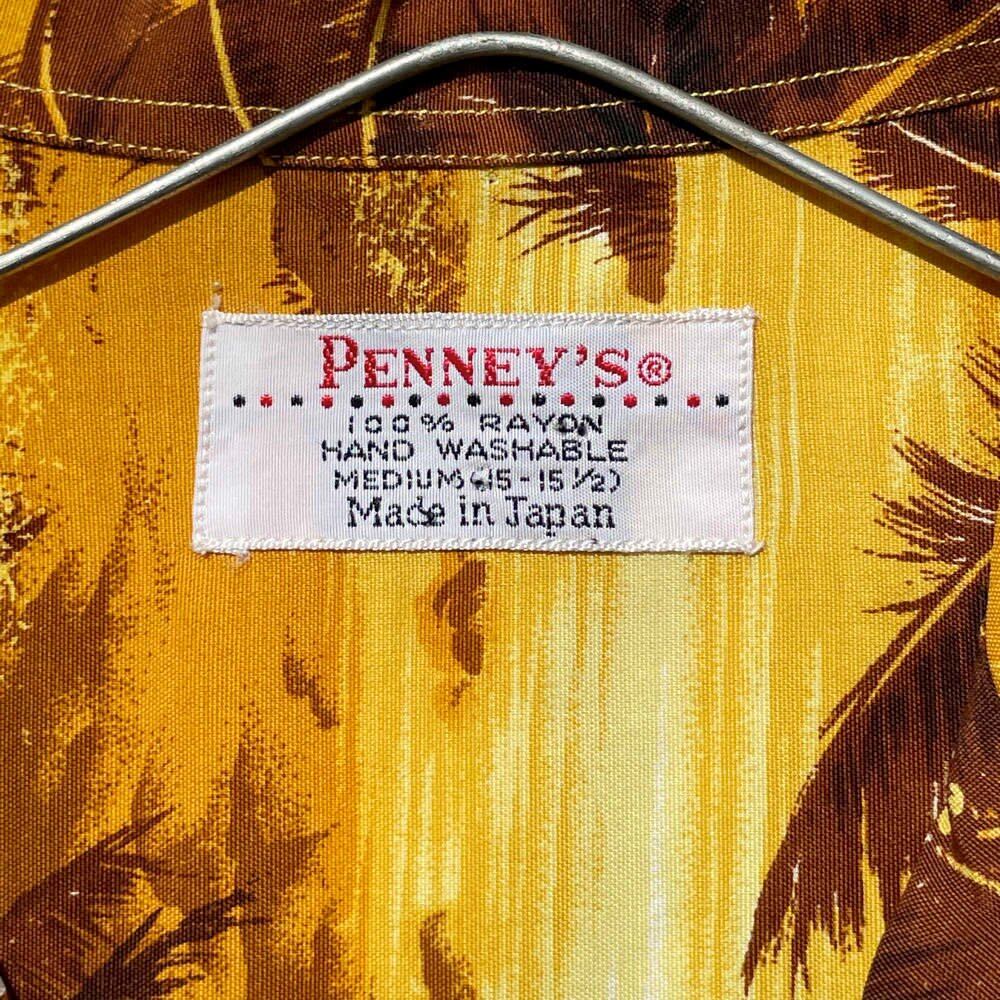 PENNEY'S®
100% RAYON
HAND WASHABLE
MEDIUM (15-15 1/2)
Made in Japan